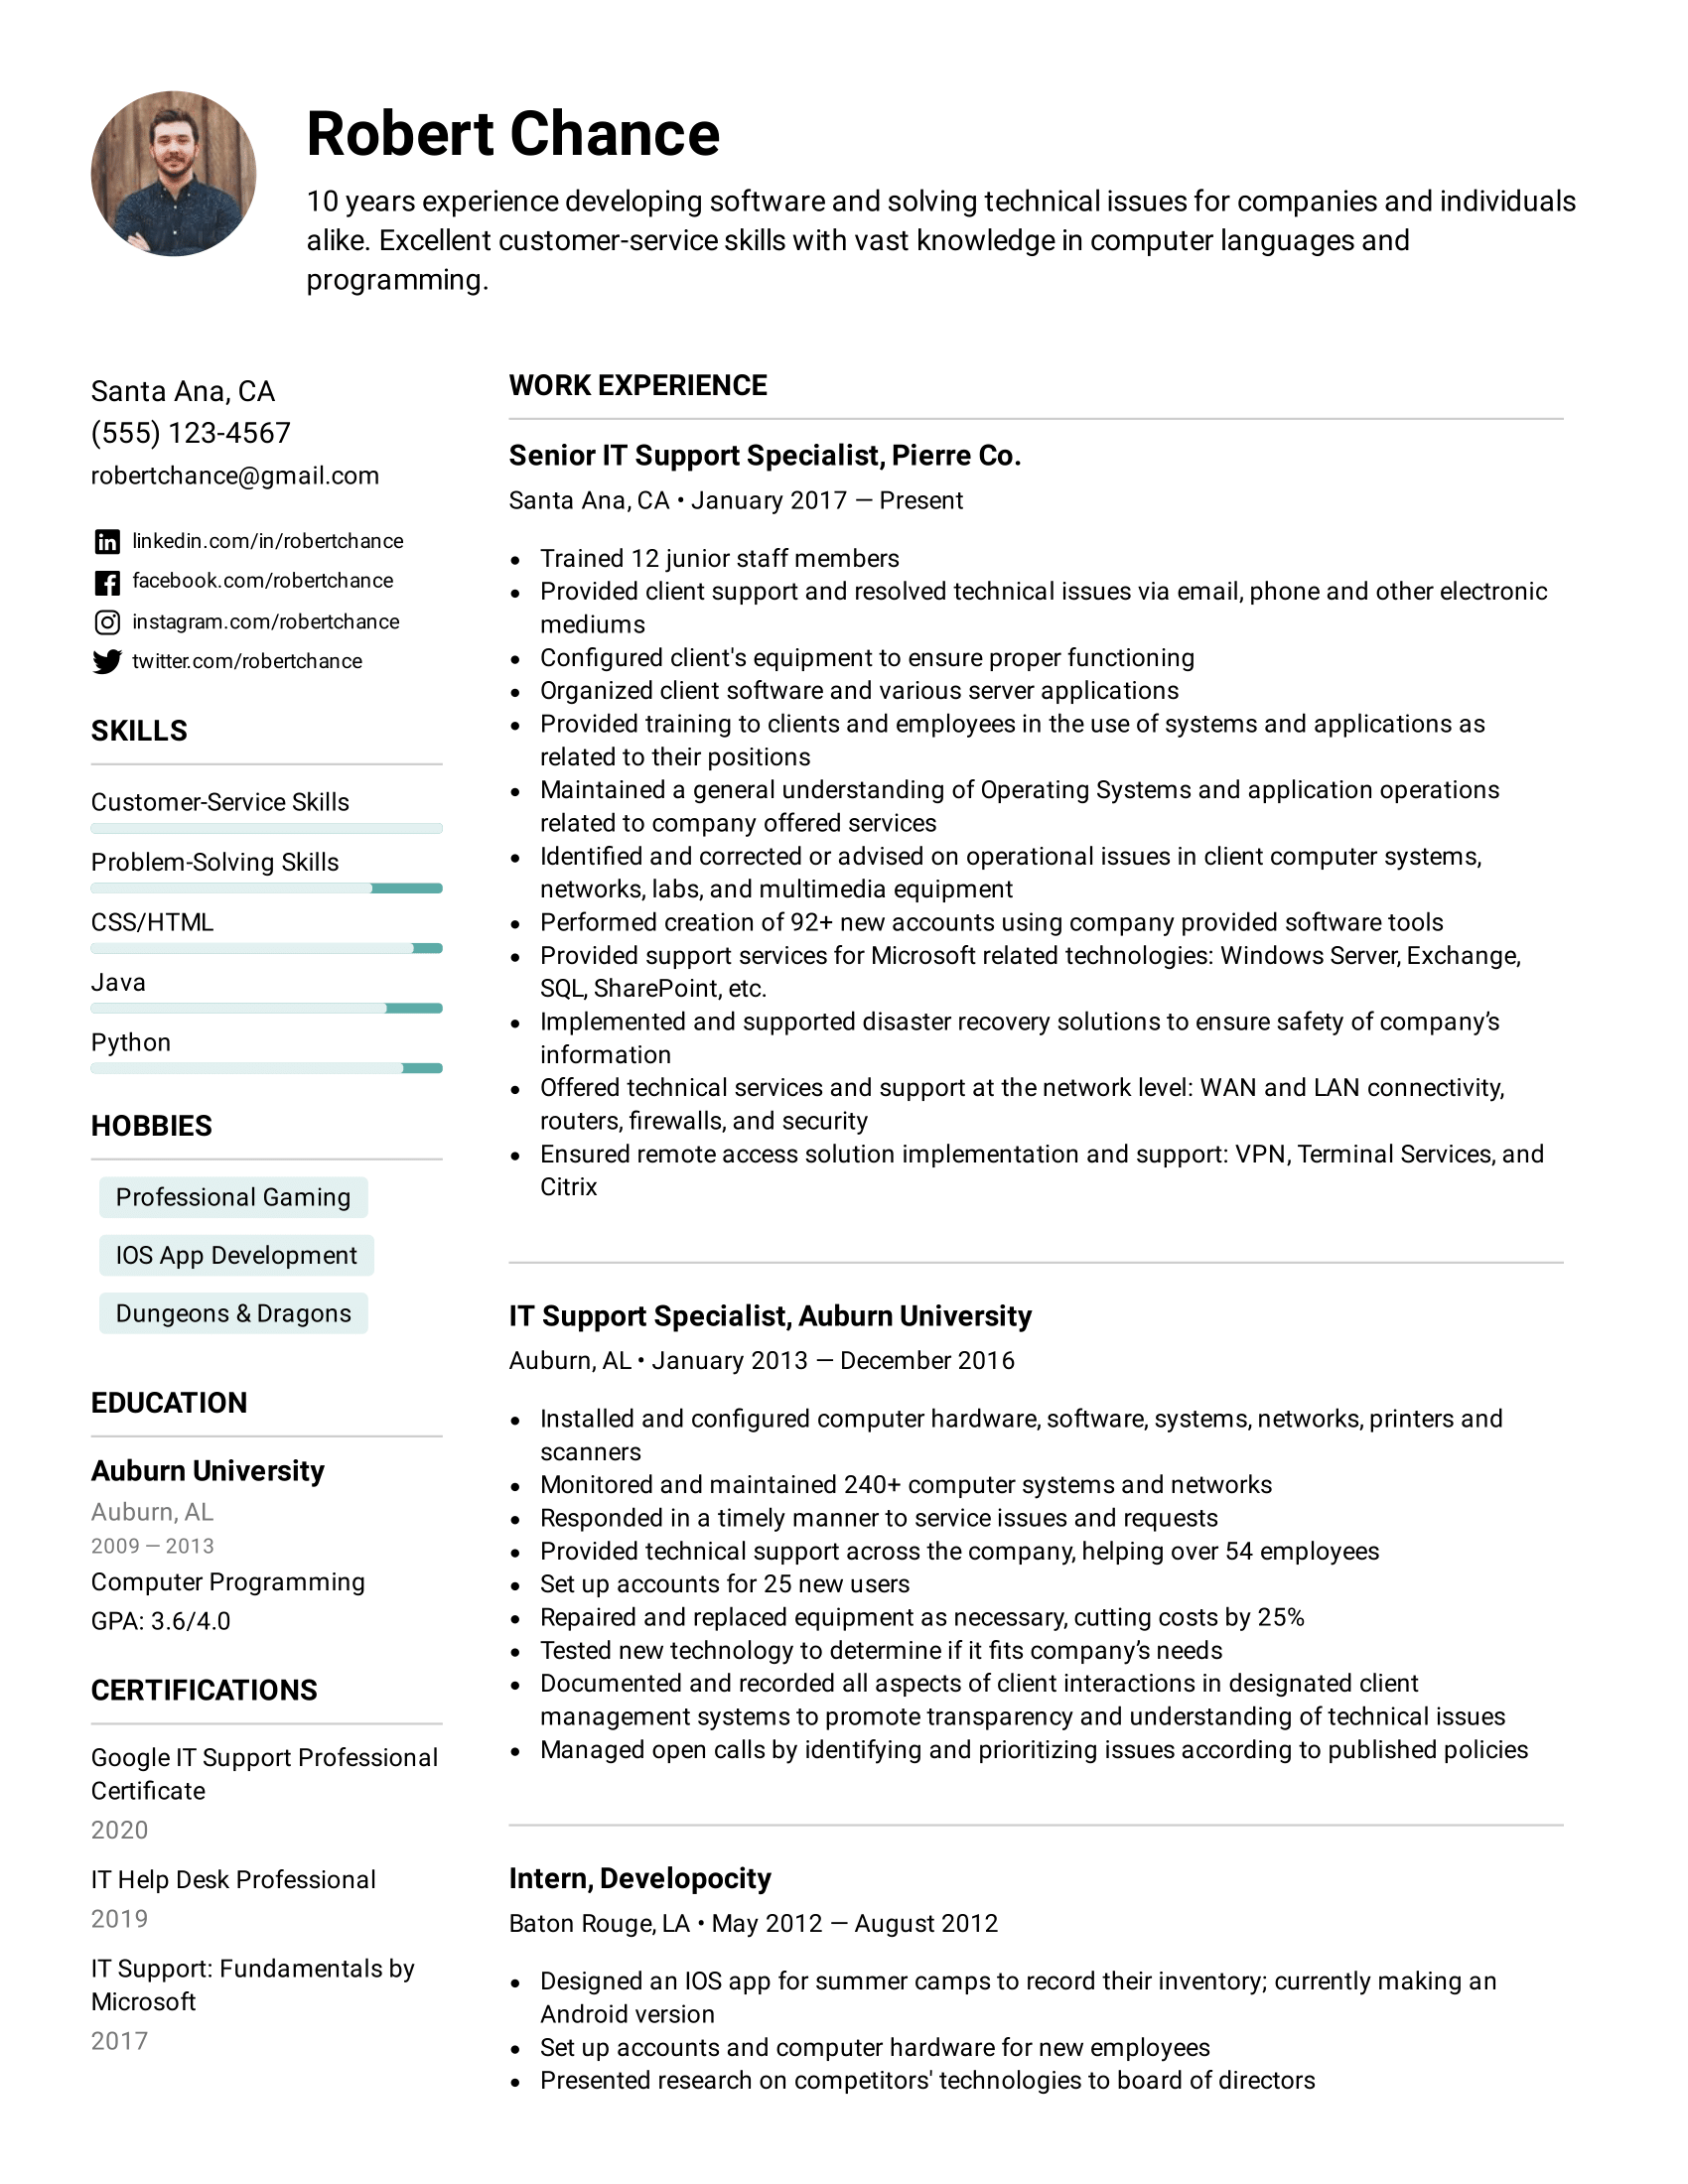 Robert Chance
10 years experience developing software and solving technical issues for companies and individuals
alike. Excellent customer-service skills with vast knowledge in computer languages and
programming.
Santa Ana, CA
(555) 123-4567
robertchance@gmail.com
linkedin.com/in/robertchance
facebook.com/robertchance
instagram.com/robertchance
twitter.com/robertchance
SKILLS
Customer-Service Skills
Problem-Solving Skills
CSS/HTML
Java
Python
HOBBIES
Professional Gaming
IOS App Development
Dungeons & Dragons
EDUCATION
Auburn University
Auburn, AL
2009 — 2013
Computer Programming
GPA: 3.6/4.0
CERTIFICATIONS
Google IT Support Professional
Certificate
2020
IT Help Desk Professional
2019
IT Support: Fundamentals by
Microsoft
2017
WORK EXPERIENCE
Senior IT Support Specialist, Pierre Co.
Santa Ana, CA • January 2017 — Present
• Trained 12 junior staff members
• Provided client support and resolved technical issues via email, phone and other electronic
mediums
• Configured client's equipment to ensure proper functioning
• Organized client software and various server applications
• Provided training to clients and employees in the use of systems and applications as
related to their positions
• Maintained a general understanding of Operating Systems and application operations
related to company offered services
• Identified and corrected or advised on operational issues in client computer systems,
networks, labs, and multimedia equipment
• Performed creation of 92+ new accounts using company provided software tools
• Provided support services for Microsoft related technologies: Windows Server, Exchange,
SQL, SharePoint, etc.
• Implemented and supported disaster recovery solutions to ensure safety of company’s
information
• Offered technical services and support at the network level: WAN and LAN connectivity,
routers, firewalls, and security
• Ensured remote access solution implementation and support: VPN, Terminal Services, and
Citrix
IT Support Specialist, Auburn University
Auburn, AL • January 2013 — December 2016
• Installed and configured computer hardware, software, systems, networks, printers and
scanners
• Monitored and maintained 240+ computer systems and networks
• Responded in a timely manner to service issues and requests
• Provided technical support across the company, helping over 54 employees
• Set up accounts for 25 new users
• Repaired and replaced equipment as necessary, cutting costs by 25%
• Tested new technology to determine if it fits company’s needs
• Documented and recorded all aspects of client interactions in designated client
management systems to promote transparency and understanding of technical issues
• Managed open calls by identifying and prioritizing issues according to published policies
Intern, Developocity
Baton Rouge, LA • May 2012 — August 2012
• Designed an IOS app for summer camps to record their inventory; currently making an
Android version
• Set up accounts and computer hardware for new employees
• Presented research on competitors' technologies to board of directors